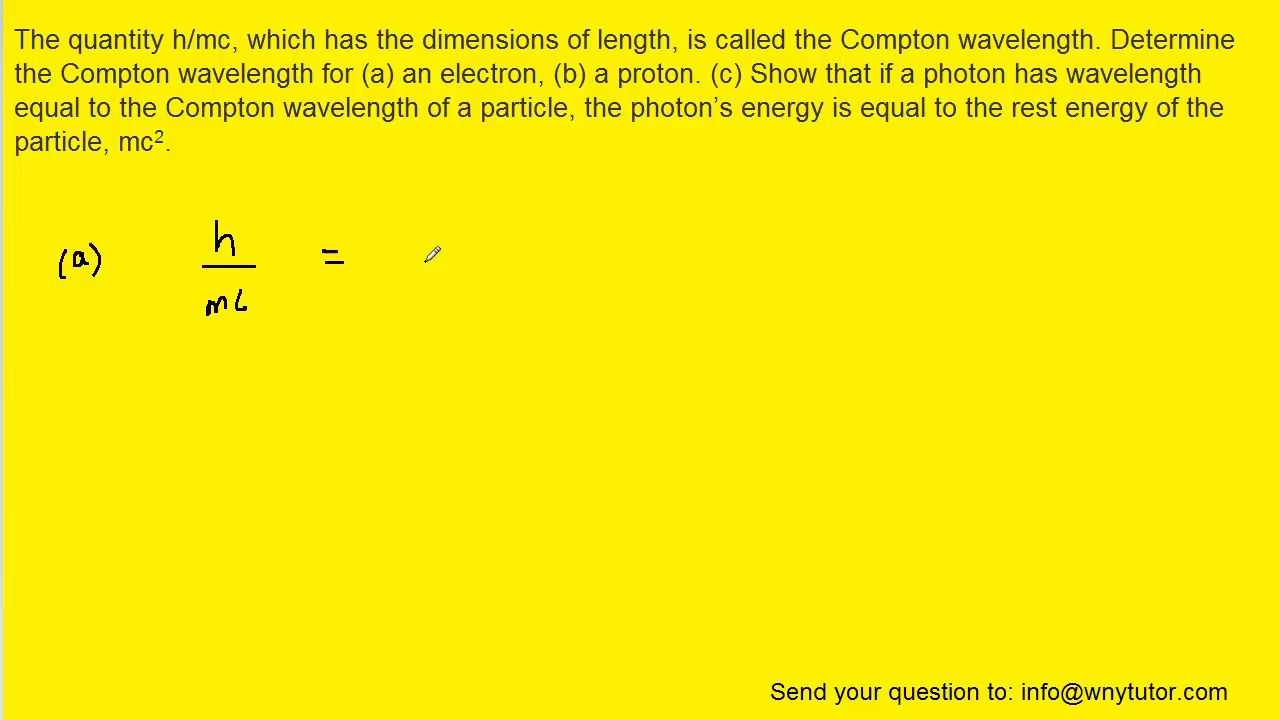 The quantity h/mc, which has the dimensions of length, is called the Compton wavelength. Determine
the Compton wavelength for (a) an electron, (b) a proton. (c) Show that if a photon has wavelength
equal to the Compton wavelength of a particle, the photon’s energy is equal to the rest energy of the
particle, mc².
(a) h =
mc
Send your question to: info@wnytutor.com